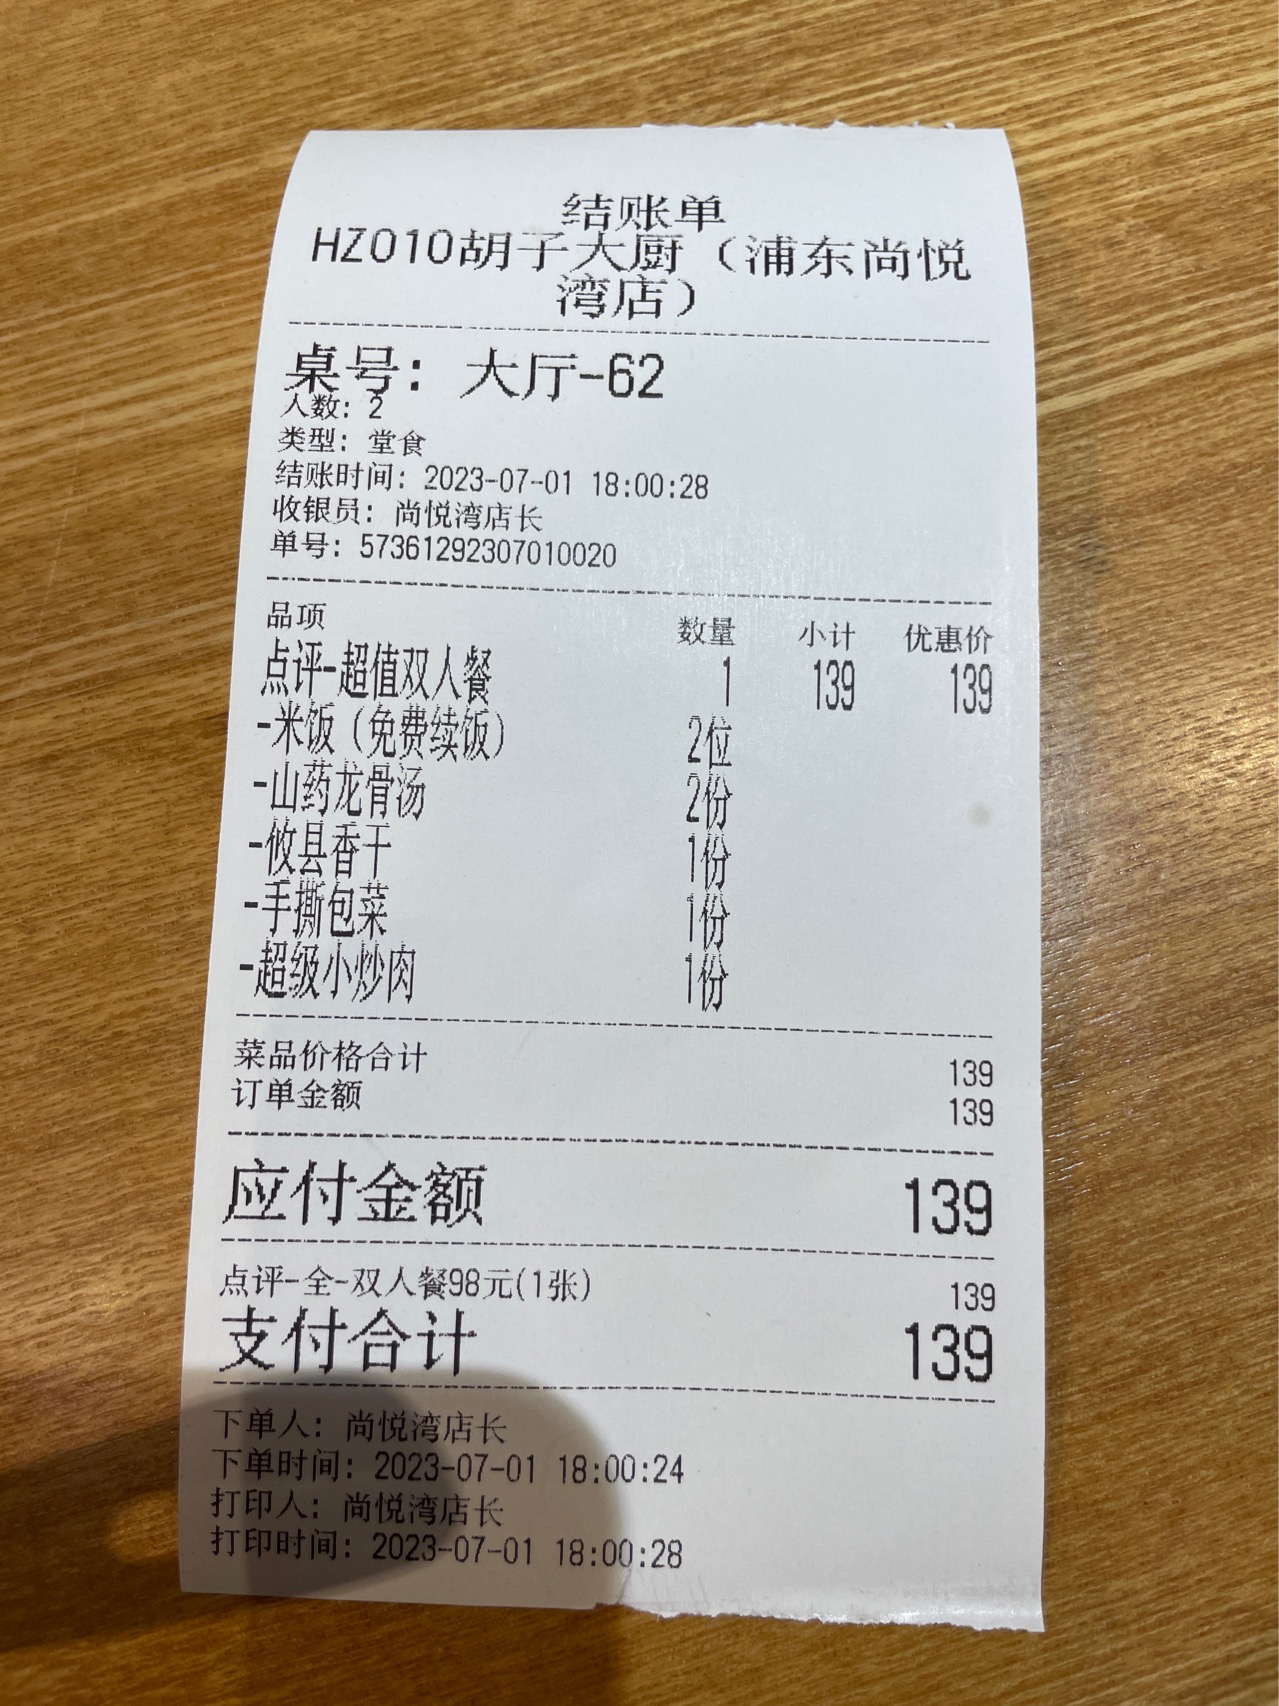 结账单
HZ010胡子大厨（浦东尚悦
湾店）
桌号：大厅-62
人数：2
类型：堂食
结账时间：2023-07-01 18:00:28
收银员：尚悦湾店长
单号：573612923070100​20
品项 数量 小计 优惠价
点评-超值双人餐 1 139 139
-米饭（免费续饭） 2位
-山药龙骨汤 2份
-攸县香干 1份
-手撕包菜 1份
-超级小炒肉 1份
菜品价格合计 139
订单金额 139
应付金额 139
点评-全-双人餐98元(1张) 139
支付合计 139
下单人：尚悦湾店长
下单时间：2023-07-01 18:00:24
打印人：尚悦湾店长
打印时间：2023-07-01 18:00:28